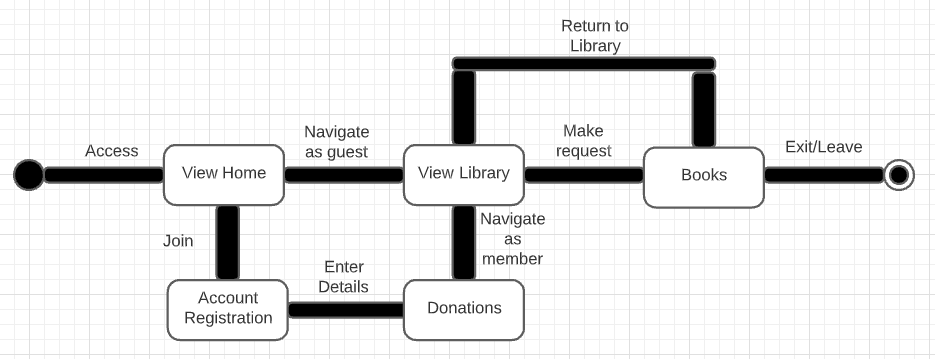 Return to
Library
Navigate
as guest
Make
request
Access
Exit/Leave
View Home
View Library
Books
Navigate
as
member
Join
Enter
Details
Account
Registration
Donations